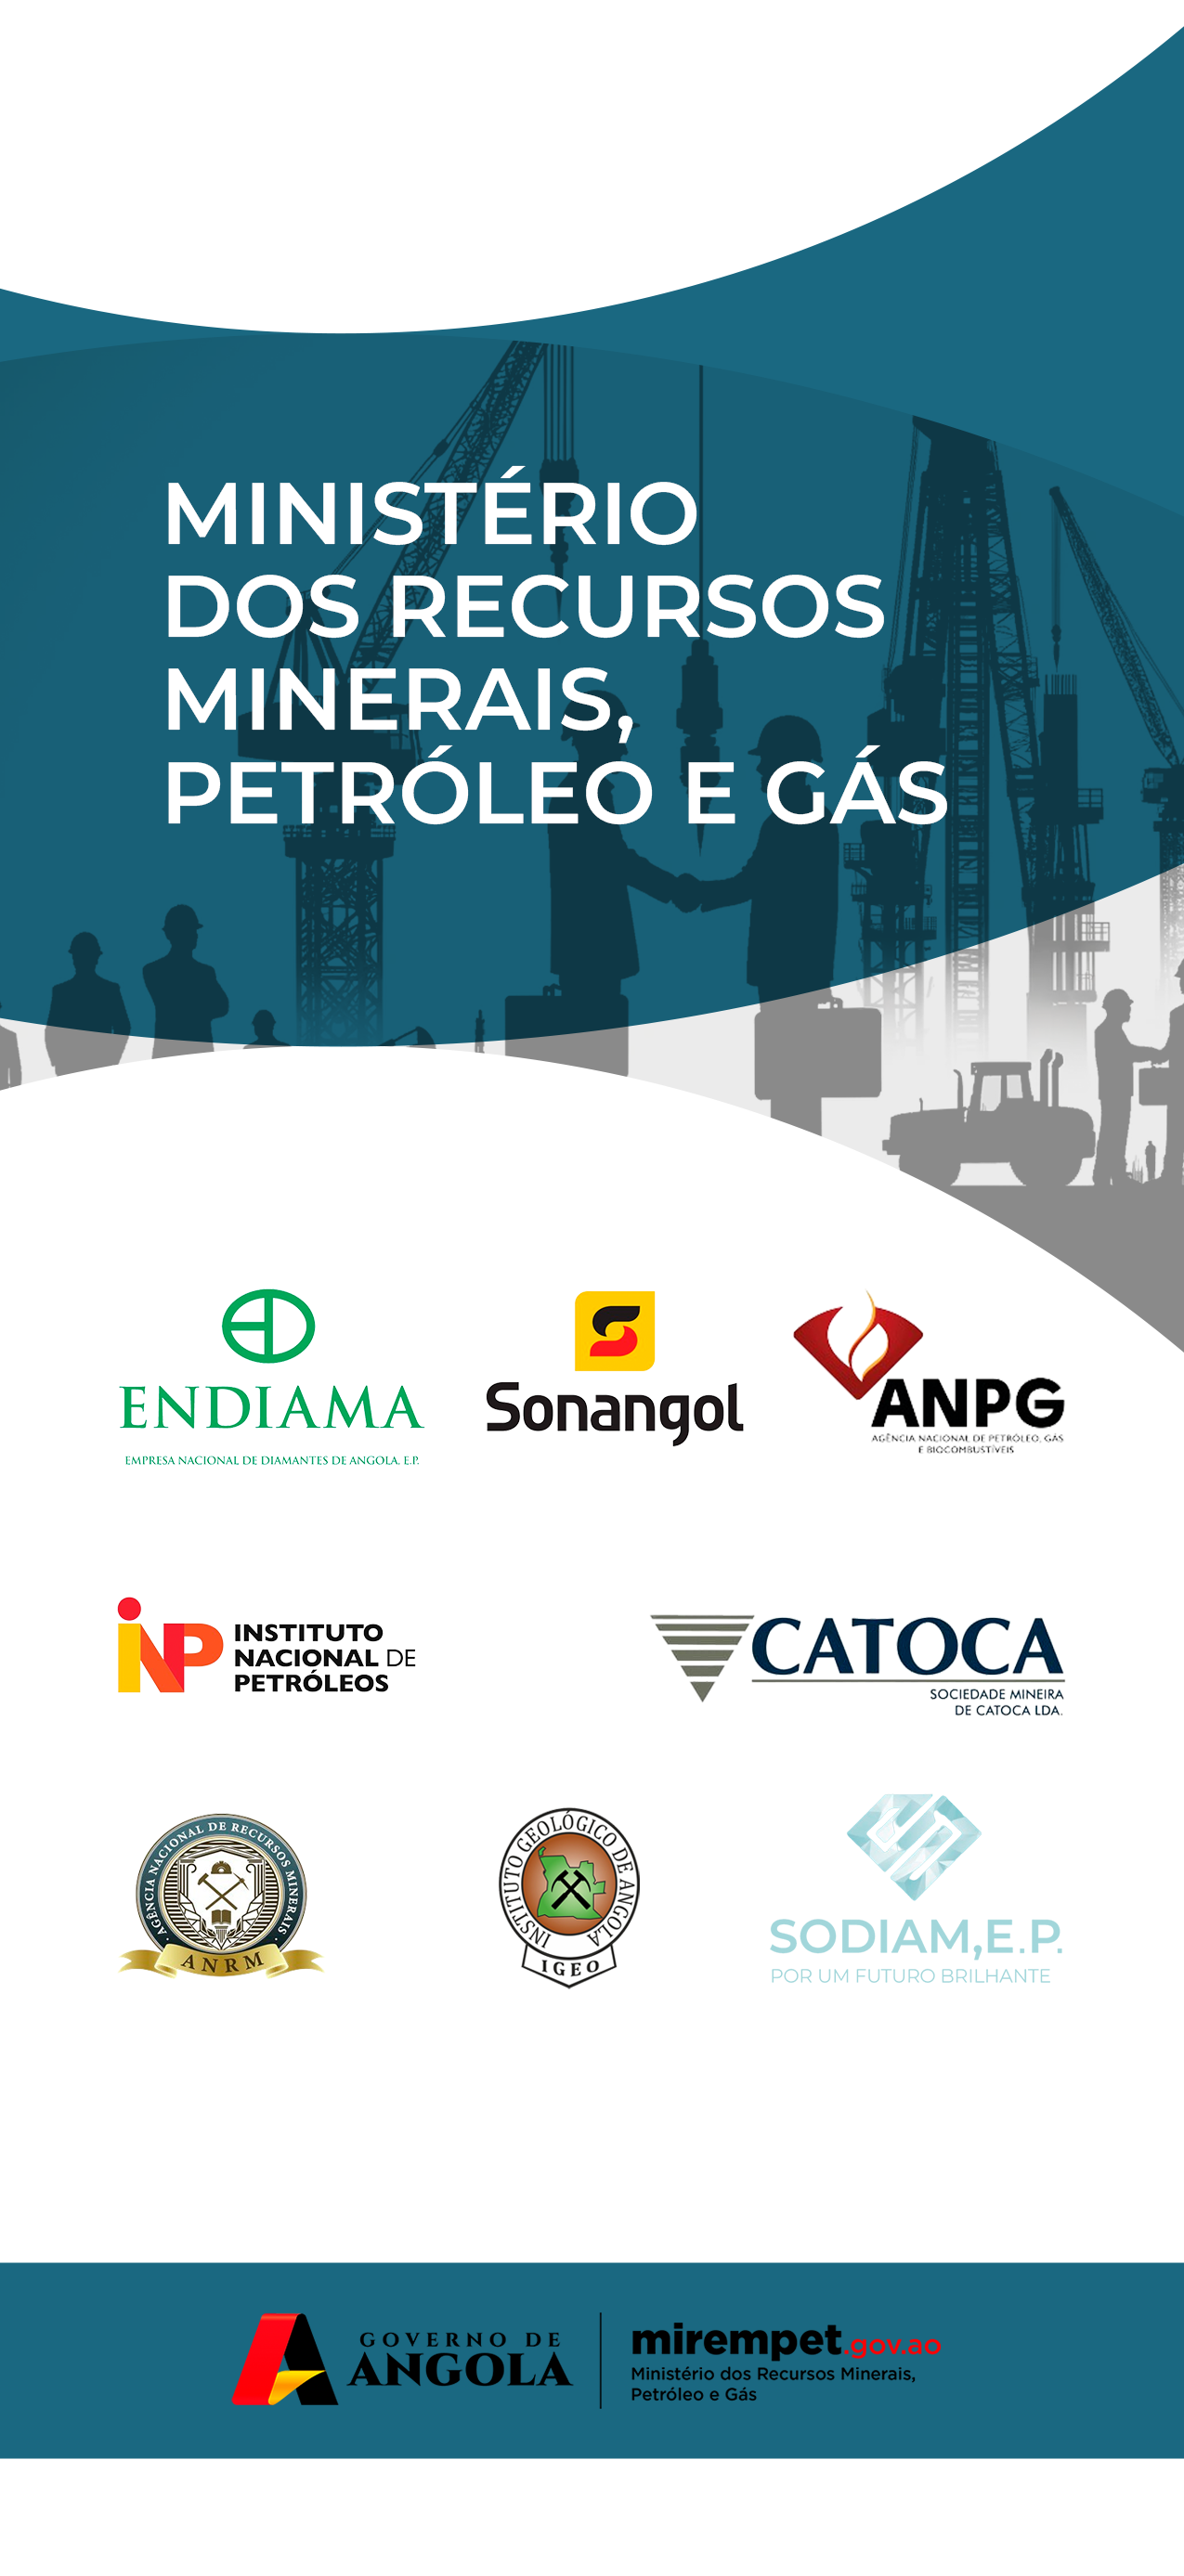 MINISTÉRIO
DOS RECURSOS
MINERAIS,
PETRÓLEO E GÁS
ENDIAMA
EMPRESA NACIONAL DE DIAMANTES DE ANGOLA, E.P.
Sonangol
ANPG
AGÊNCIA NACIONAL DE PETRÓLEO, GÁS
E BIOCOMBUSTÍVEIS
iNP
INSTITUTO
NACIONAL DE
PETRÓLEOS
CATOCA
SOCIEDADE MINEIRA
DE CATOCA LDA.
AGÊNCIA NACIONAL DE RECURSOS MINERAIS
ANRM
INSTITUTO GEOLÓGICO DE ANGOLA
IGEO
SODIAM,E.P.
POR UM FUTURO BRILHANTE
GOVERNO DE
ANGOLA
mirempet.gov.ao
Ministério dos Recursos Minerais,
Petróleo e Gás